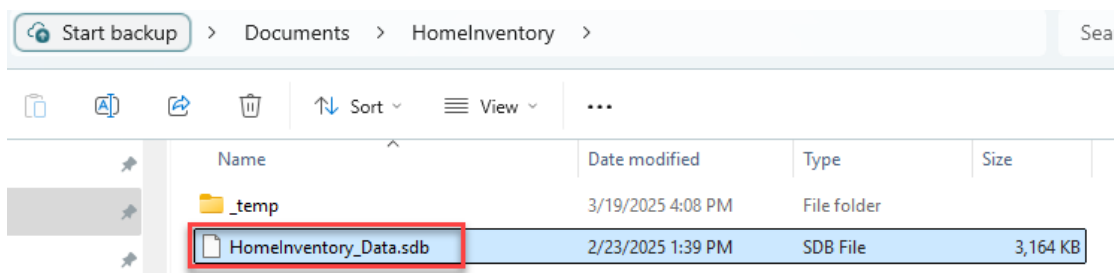 Start backup > Documents > HomeInventory >
Sort View ...
Name Date modified Type Size
_temp 3/19/2025 4:08 PM File folder
HomeInventory_Data.sdb 2/23/2025 1:39 PM SDB File 3,164 KB